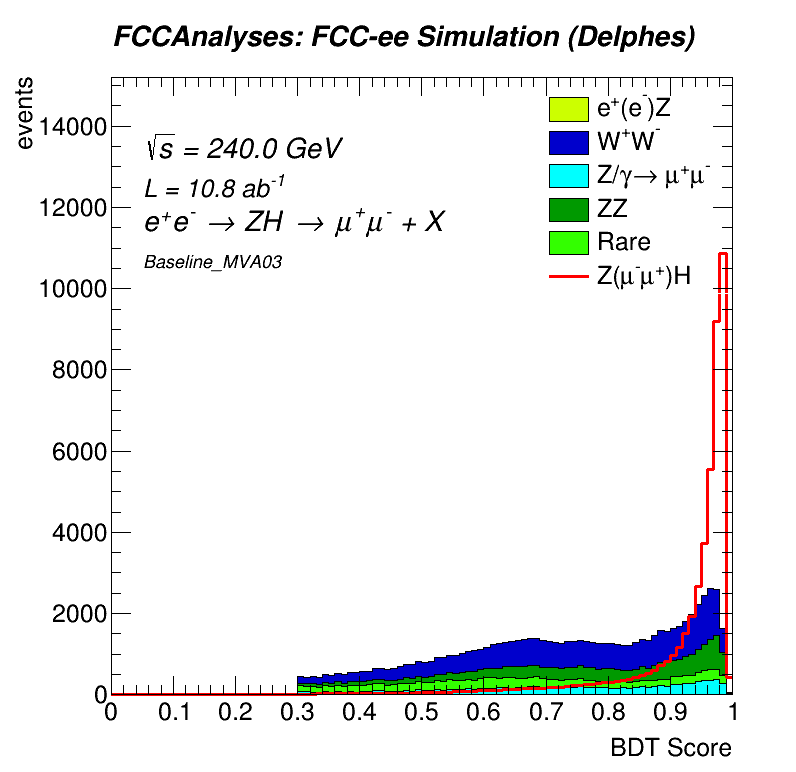 FCCAnalyses: FCC-ee Simulation (Delphes)
events
√s = 240.0 GeV
L = 10.8 ab⁻¹
e⁺e⁻ → ZH → μ⁺μ⁻ + X
Baseline_MVA03
e⁺(e⁻)Z
W⁺W⁻
Z/γ→ μ⁺μ⁻
ZZ
Rare
Z(μ⁻μ⁺)H
14000
12000
10000
8000
6000
4000
2000
0
0 0.1 0.2 0.3 0.4 0.5 0.6 0.7 0.8 0.9 1
BDT Score